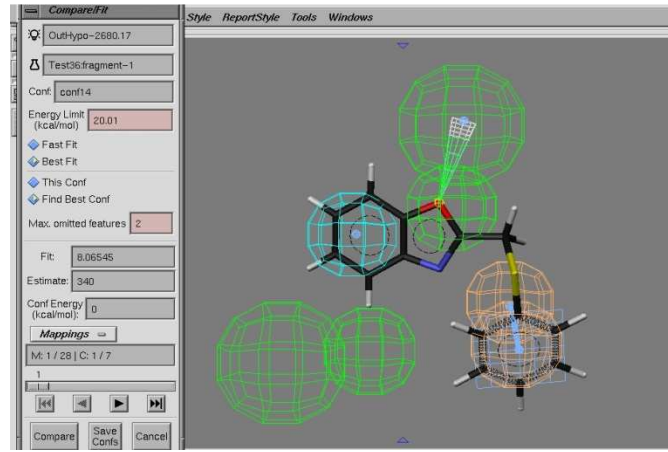 Compare/Fit
Style ReportStyle Tools Windows
OutHypo-2680.17
Test36:fragment-1
Conf: conf14
Energy Limit
(kcal/mol) 20.01
Fast Fit
Best Fit
This Conf
Find Best Conf
Max. omitted features 2
Fit: 8.06545
Estimate: 340
Conf Energy
(kcal/mol): 0
Mappings
M: 1 / 28 | C: 1 / 7
1
Compare Save Confs Cancel